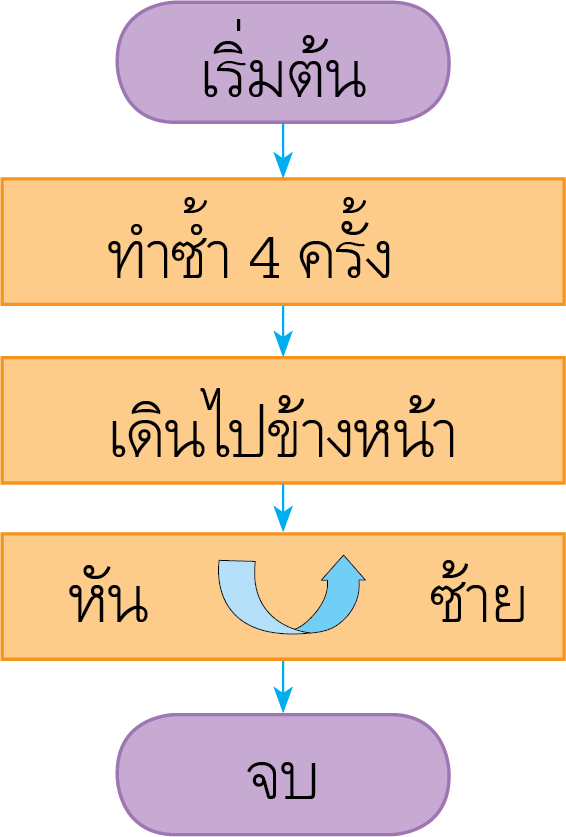 เริ่มต้น
ทำซ้ำ 4 ครั้ง
เดินไปข้างหน้า
หัน ซ้าย
จบ